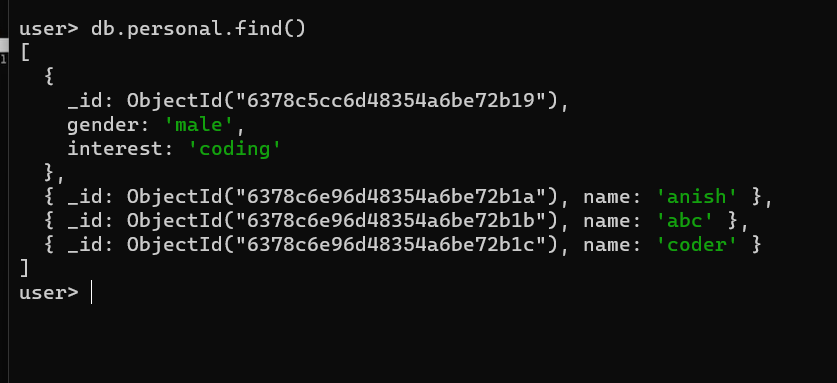 user> db.personal.find()
[
  {
    _id: ObjectId("6378c5cc6d48354a6be72b19"),
    gender: 'male',
    interest: 'coding'
  },
  { _id: ObjectId("6378c6e96d48354a6be72b1a"), name: 'anish' },
  { _id: ObjectId("6378c6e96d48354a6be72b1b"), name: 'abc' },
  { _id: ObjectId("6378c6e96d48354a6be72b1c"), name: 'coder' }
]
user>
1